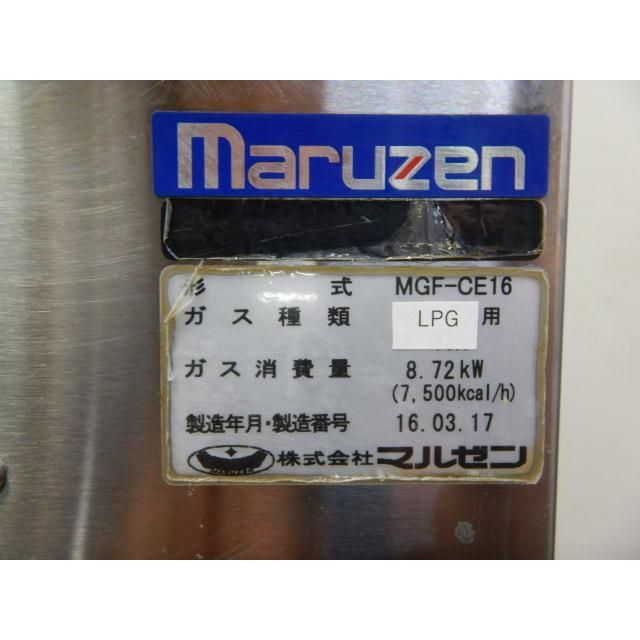 maruzen
形式 MGF-CE16
ガス種類 LPG 用
ガス消費量 8.72kW
(7,500kcal/h)
製造年月・製造番号 16.03.17
MARUZEN 株式会社マルゼン